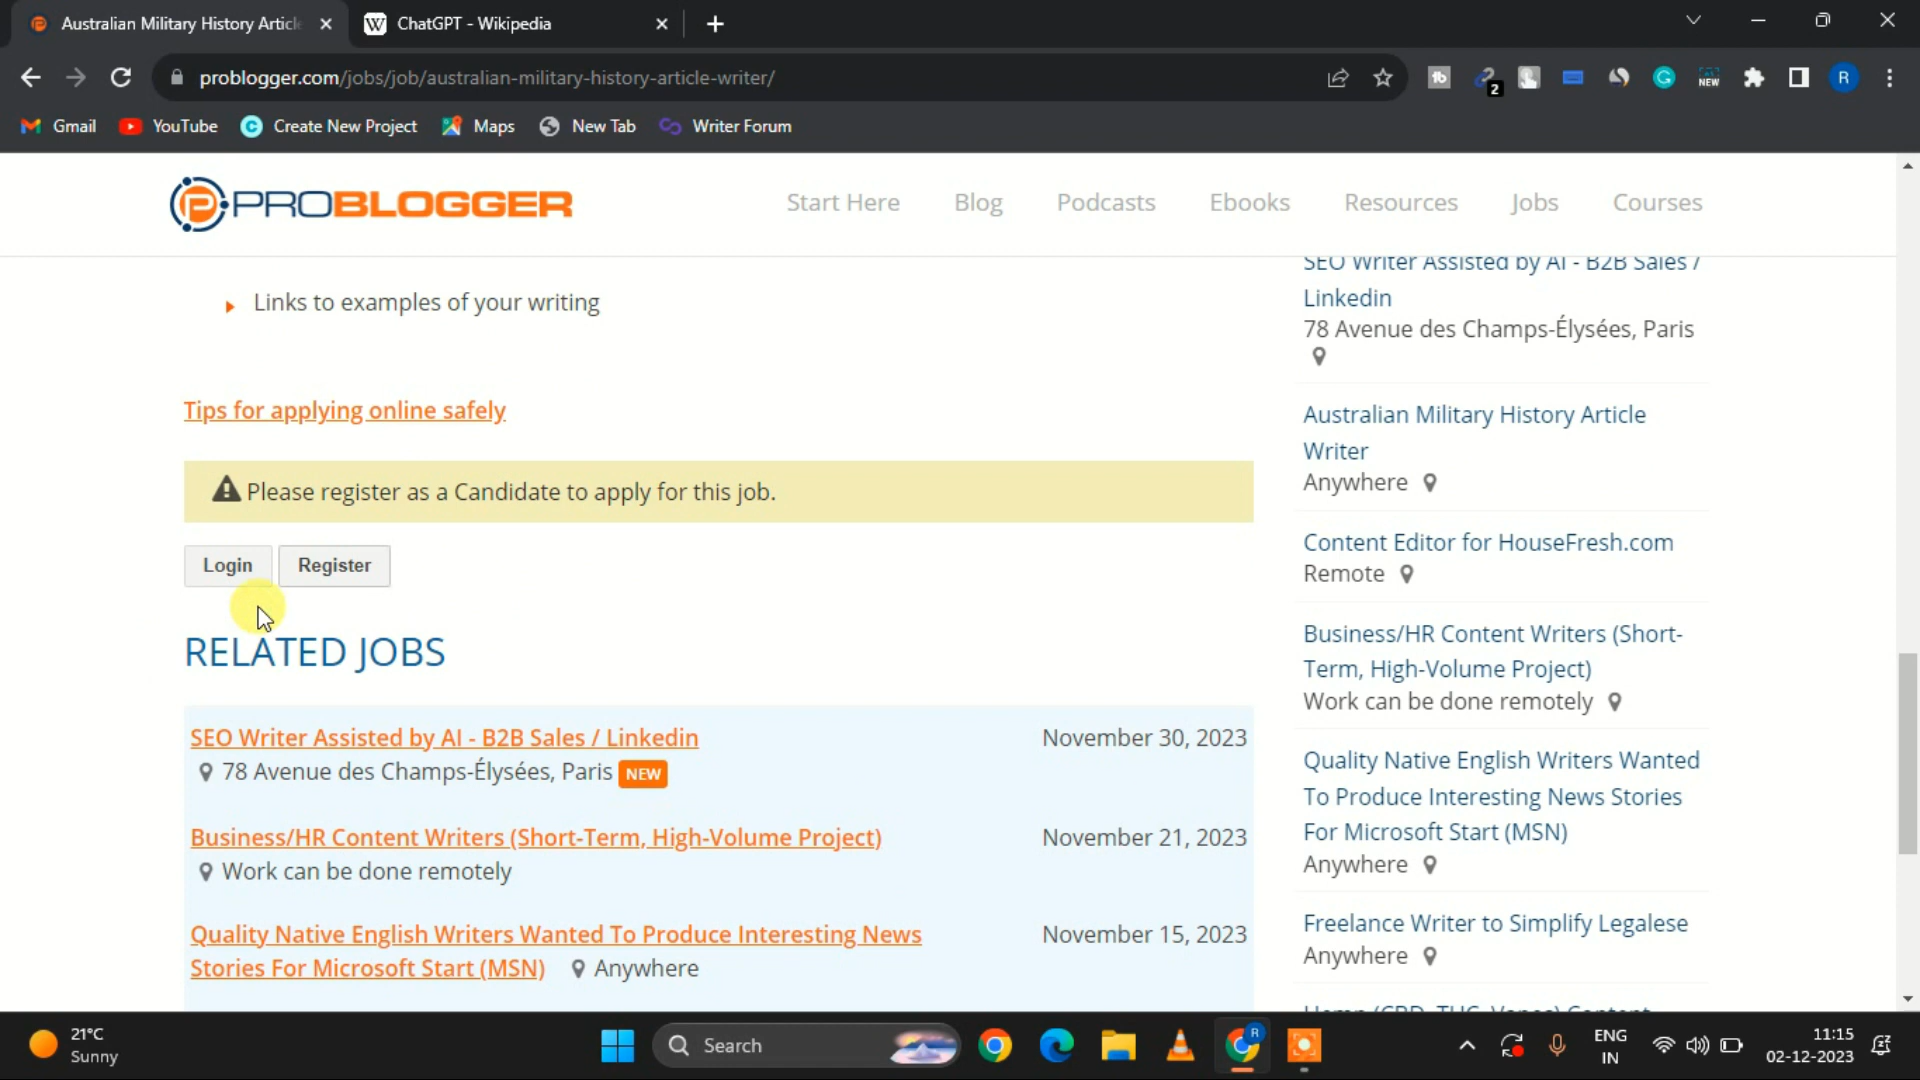 Australian Military History Article
ChatGPT - Wikipedia
problogger.com/jobs/job/australian-military-history-article-writer/
2
NEW
R
Gmail
YouTube
Create New Project
Maps
New Tab
Writer Forum
PROBLOGGER
Start Here
Blog
Podcasts
Ebooks
Resources
Jobs
Courses
Links to examples of your writing
Tips for applying online safely
Please register as a Candidate to apply for this job.
Login
Register
RELATED JOBS
SEO Writer Assisted by AI - B2B Sales / Linkedin
November 30, 2023
78 Avenue des Champs-Élysées, Paris NEW
Business/HR Content Writers (Short-Term, High-Volume Project)
November 21, 2023
Work can be done remotely
Quality Native English Writers Wanted To Produce Interesting News
November 15, 2023
Stories For Microsoft Start (MSN) Anywhere
SEO Writer Assisted by AI - B2B Sales /
Linkedin
78 Avenue des Champs-Élysées, Paris
Australian Military History Article
Writer
Anywhere
Content Editor for HouseFresh.com
Remote
Business/HR Content Writers (Short-
Term, High-Volume Project)
Work can be done remotely
Quality Native English Writers Wanted
To Produce Interesting News Stories
For Microsoft Start (MSN)
Anywhere
Freelance Writer to Simplify Legalese
Anywhere
Hemp (CBD, THC, Vapes) Content
21°C
Sunny
Search
R
ENG
IN
11:15
02-12-2023